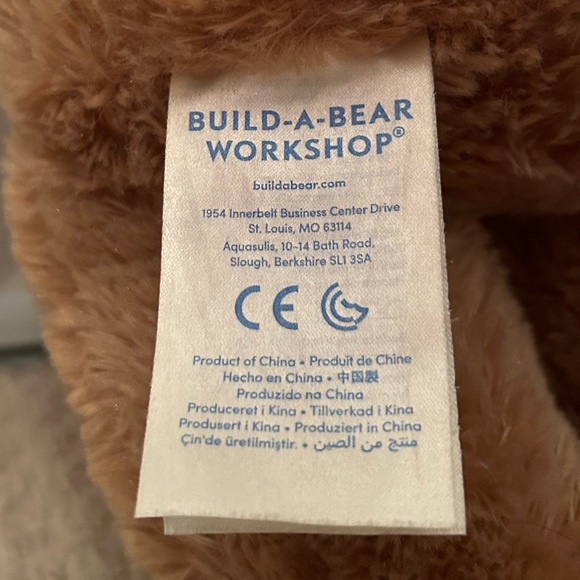 BUILD-A-BEAR
WORKSHOP®
buildabear.com
1954 Innerbelt Business Center Drive
St. Louis, MO 63114
Aquasulis, 10-14 Bath Road,
Slough, Berkshire SL1 3SA
CE
Product of China • Produit de Chine
Hecho en China • 中国製
Produzido na China
Produceret i Kina • Tillverkad i Kina
Produsert i Kina • Produziert in China
Çin'de üretilmiştir. • منتج من الصين